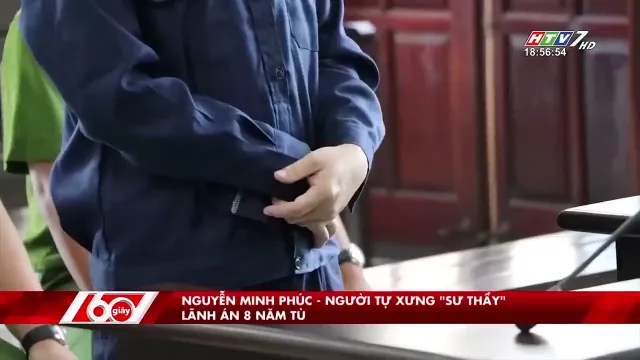 HTV7 HD
18:56:54
60 giây
NGUYỄN MINH PHÚC - NGƯỜI TỰ XƯNG "SƯ THẦY"
LÃNH ÁN 8 NĂM TÙ